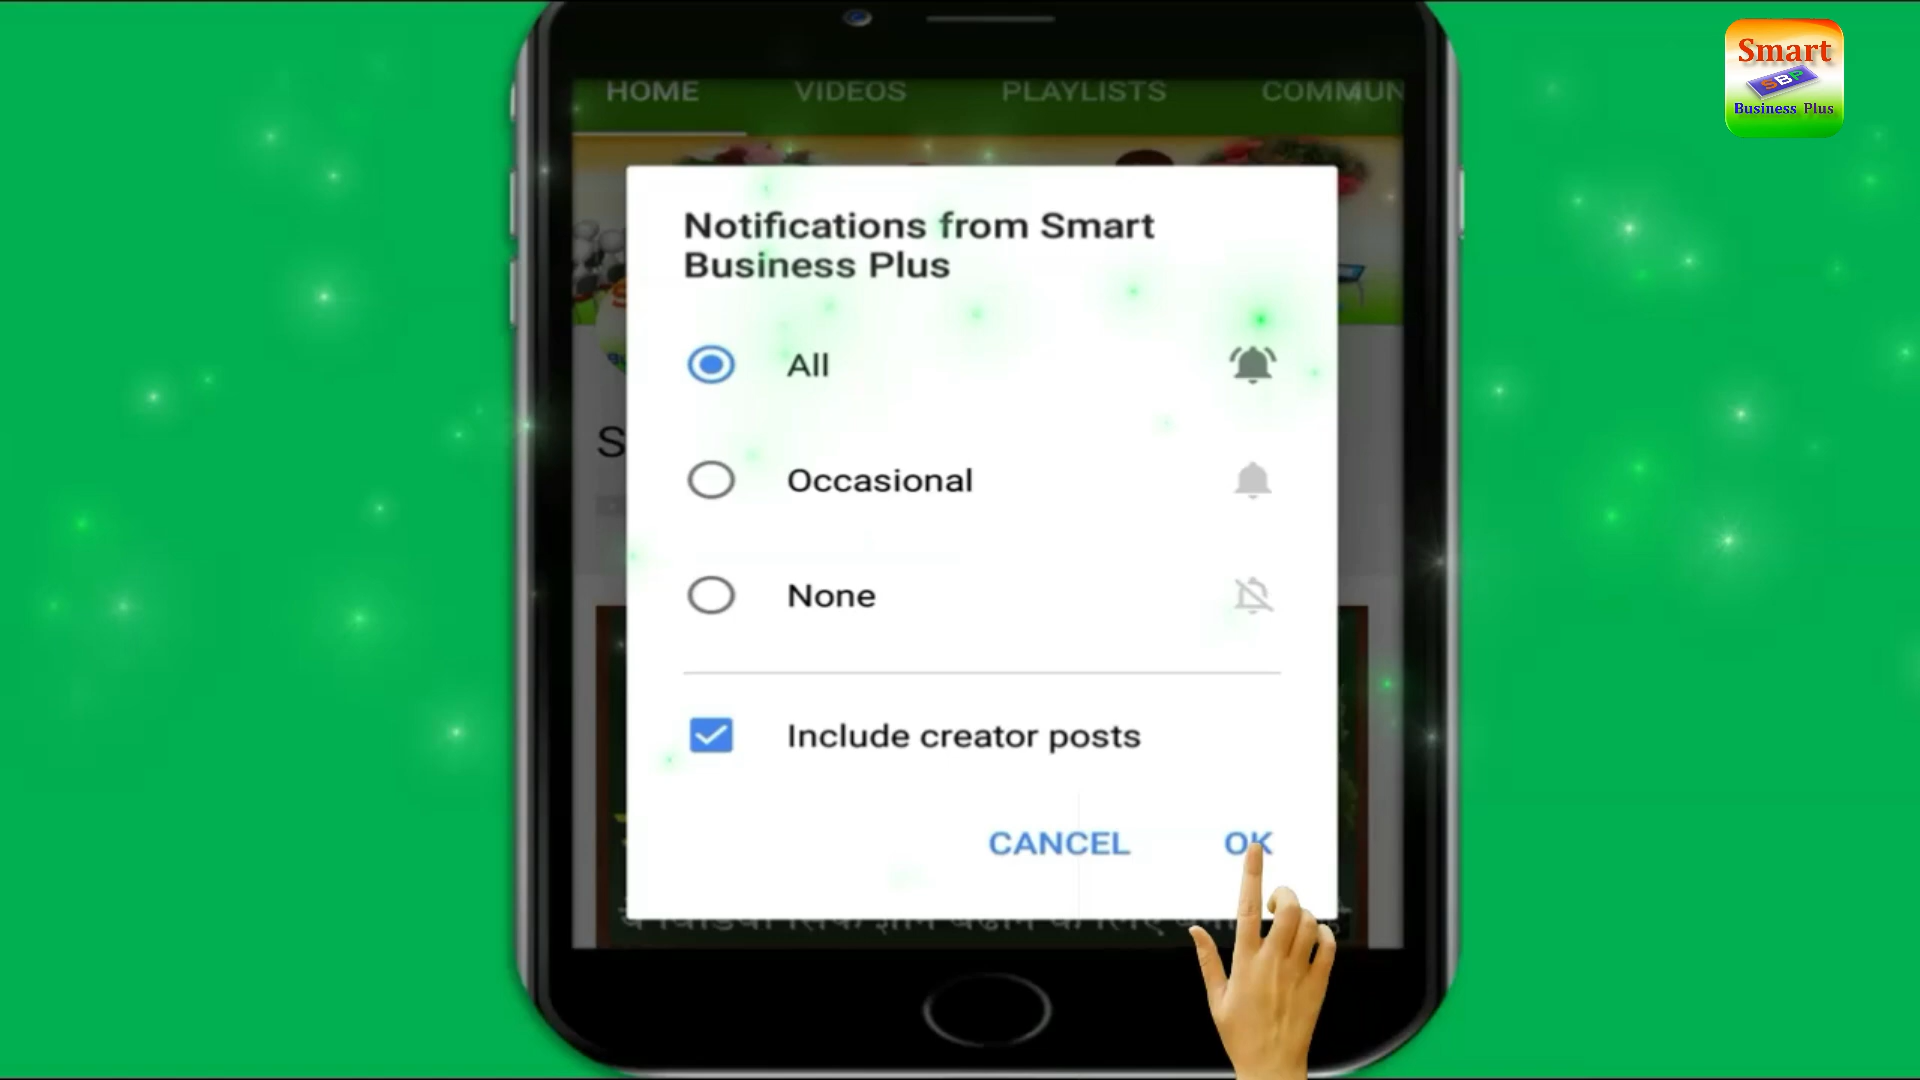 Smart
SBP
Business Plus
HOME VIDEOS PLAYLISTS COMMUN
Notifications from Smart
Business Plus
All
Occasional
None
Include creator posts
CANCEL OK
S